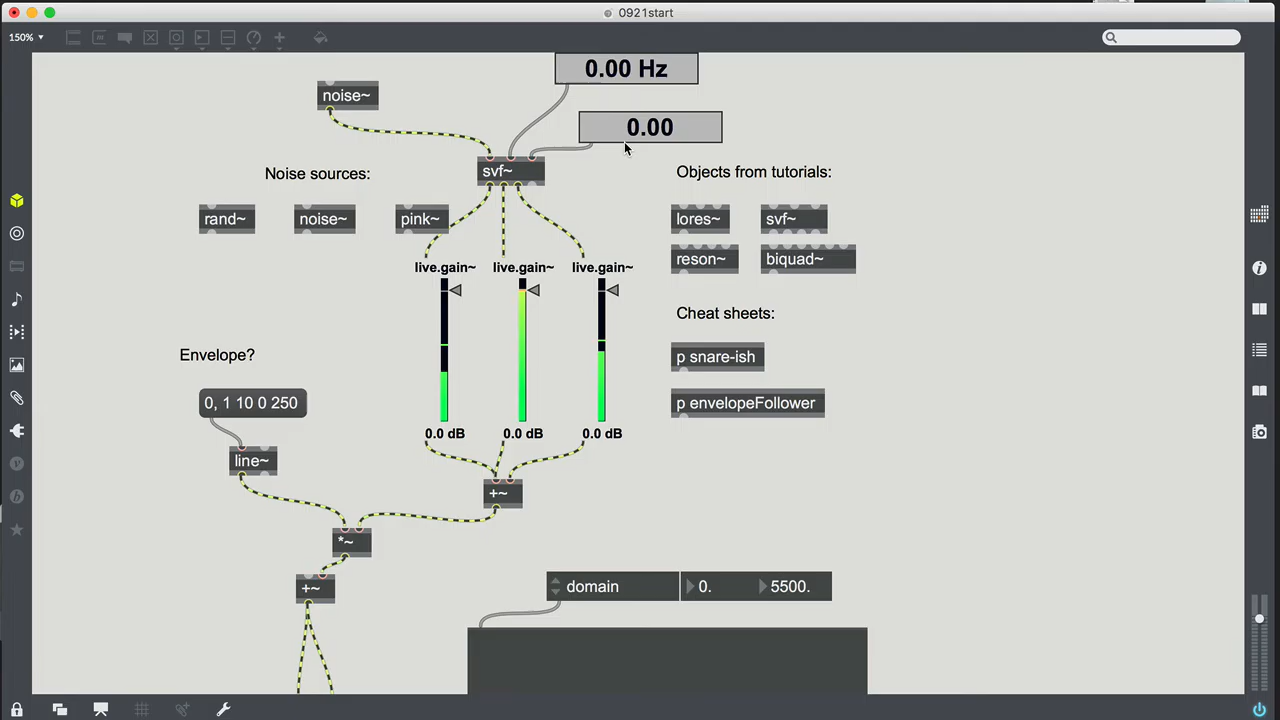 0921start
150%
0.00 Hz
noise~
0.00
svf~
Noise sources:
Objects from tutorials:
rand~
noise~
pink~
lores~
svf~
reson~
biquad~
live.gain~
live.gain~
live.gain~
Cheat sheets:
Envelope?
p snare-ish
0, 1 10 0 250
p envelopeFollower
0.0 dB
0.0 dB
0.0 dB
line~
+~
*~
+~
domain
0.
5500.